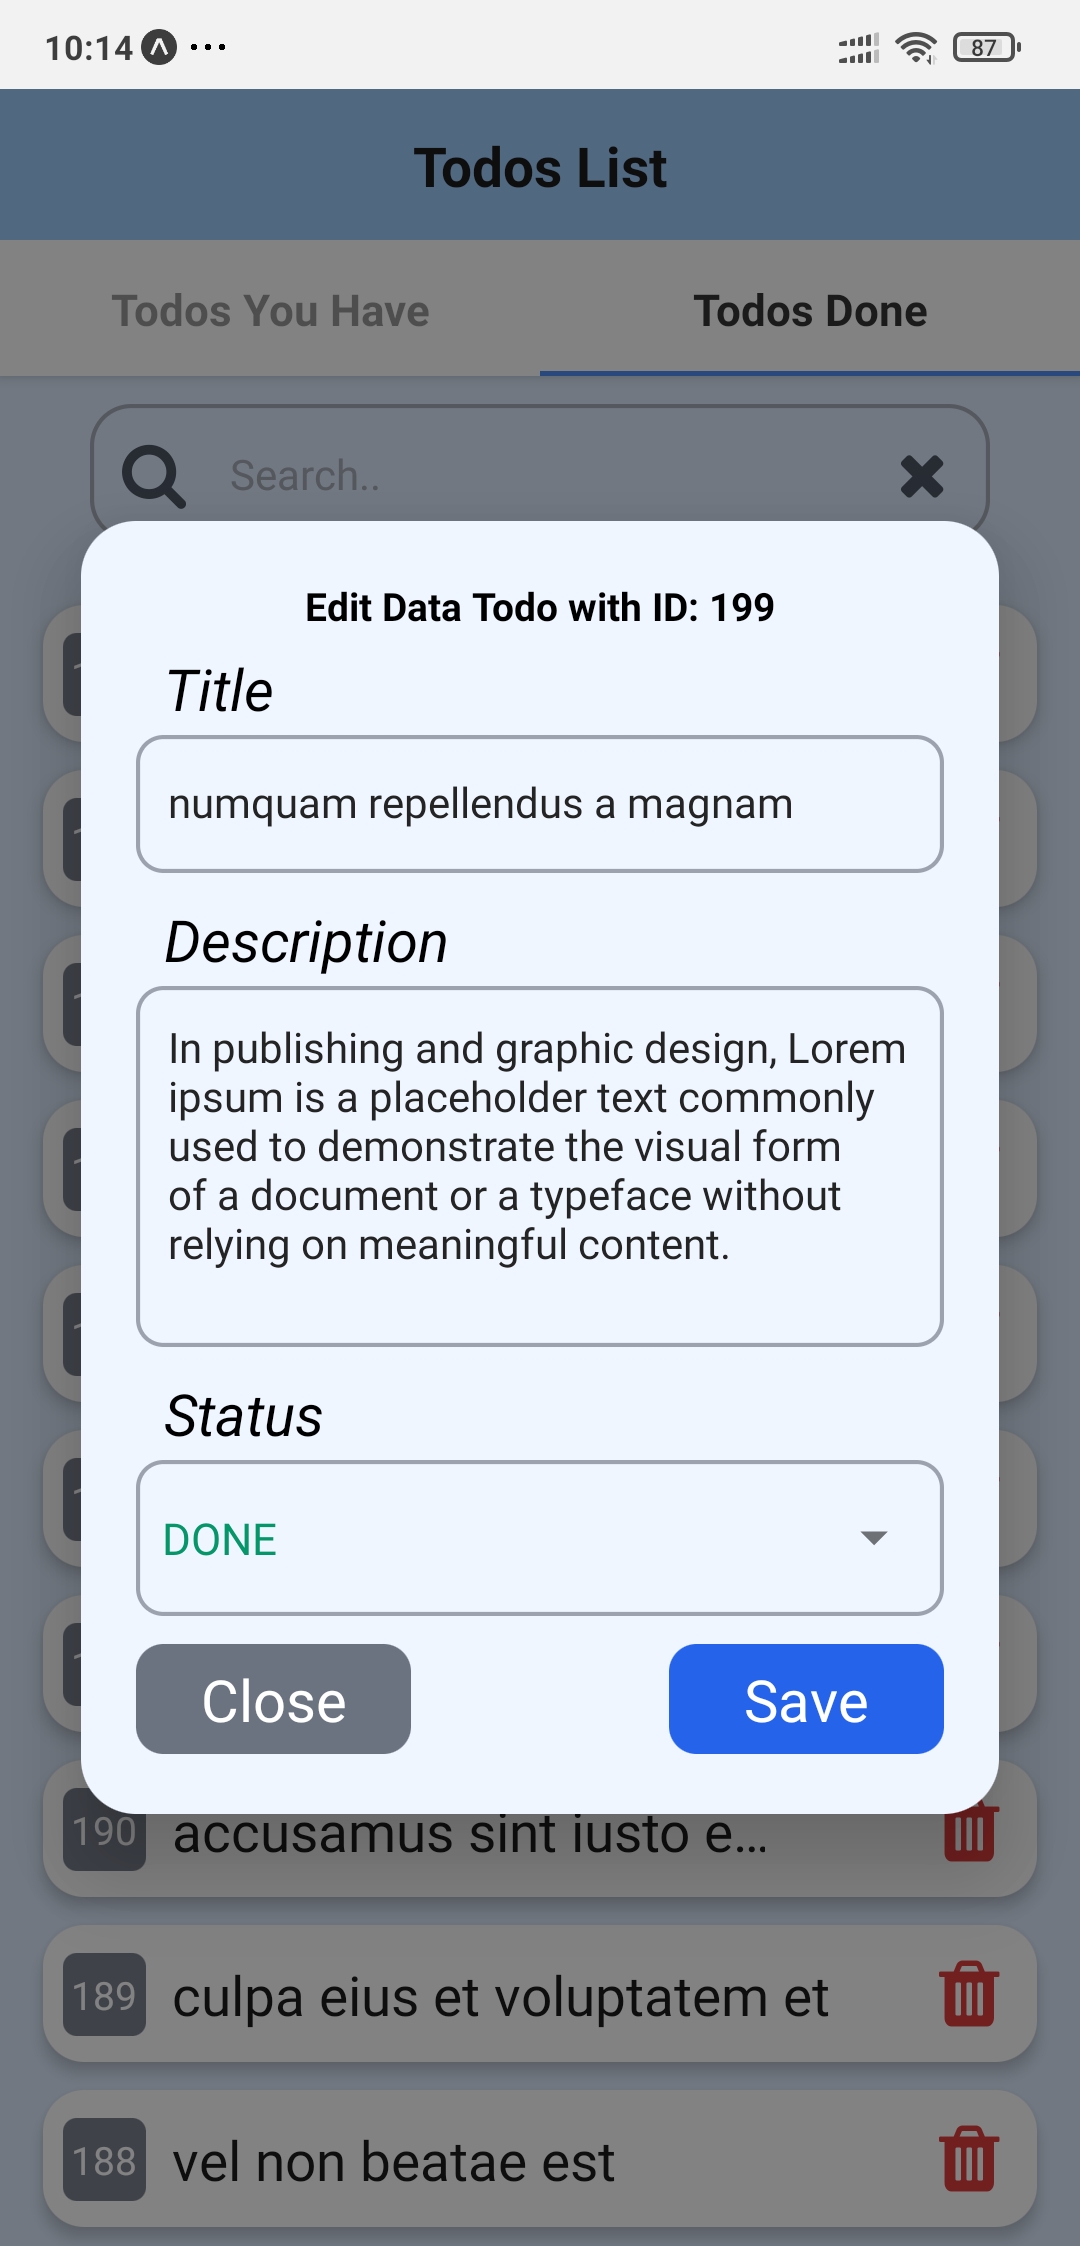 10:14
87
Todos List
Todos You Have
Todos Done
Search..
Edit Data Todo with ID: 199
Title
numquam repellendus a magnam
Description
In publishing and graphic design, Lorem
ipsum is a placeholder text commonly
used to demonstrate the visual form
of a document or a typeface without
relying on meaningful content.
Status
DONE
Close
Save
190 accusamus sint iusto e...
189 culpa eius et voluptatem et
188 vel non beatae est